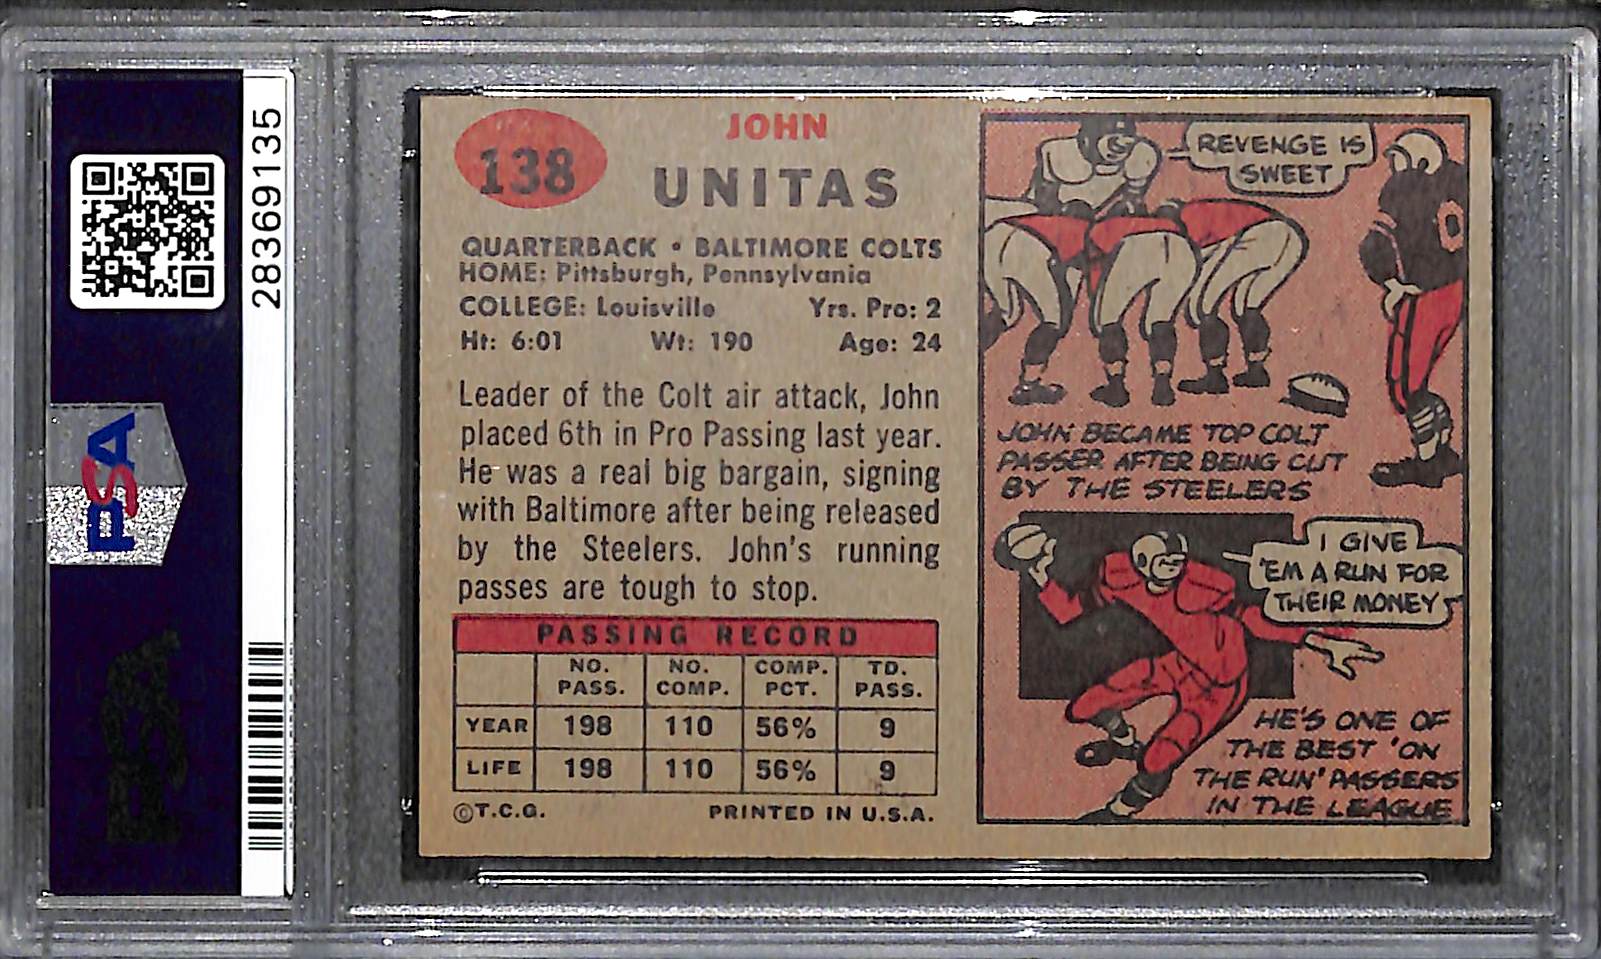 28369135
PSA
138
JOHN
UNITAS
QUARTERBACK • BALTIMORE COLTS
HOME: Pittsburgh, Pennsylvania
COLLEGE: Louisville Yrs. Pro: 2
Ht: 6:01 Wt: 190 Age: 24
Leader of the Colt air attack, John
placed 6th in Pro Passing last year.
He was a real big bargain, signing
with Baltimore after being released
by the Steelers. John's running
passes are tough to stop.
PASSING RECORD
NO. PASS. NO. COMP. COMP. PCT. TD. PASS.
YEAR 198 110 56% 9
LIFE 198 110 56% 9
©T.C.G. PRINTED IN U.S.A.
REVENGE IS
SWEET
JOHN BECAME TOP COLT
PASSER AFTER BEING CUT
BY THE STEELERS
I GIVE
'EM A RUN FOR
THEIR MONEY
HE'S ONE OF
THE BEST 'ON
THE RUN' PASSERS
IN THE LEAGUE